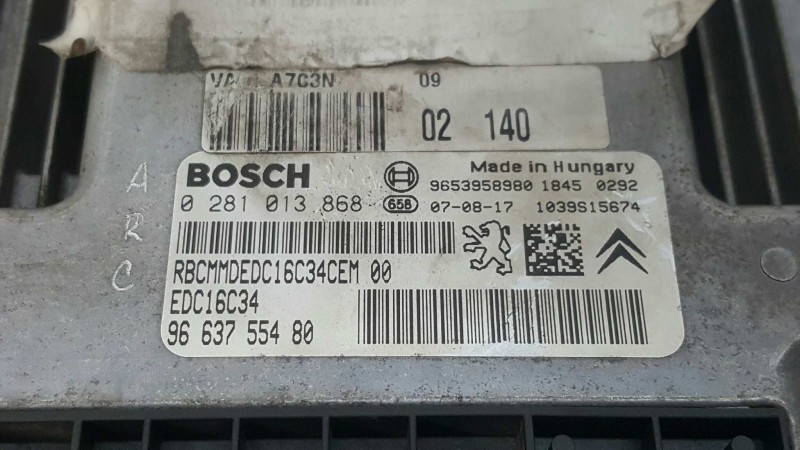 A7C3N 09
02 140
BOSCH Made in Hungary
9653958980 1845 0292
0 281 013 868 658 07-08-17 1039S15674
RBCMMDEDC16C34CEM 00
EDC16C34
96 637 554 80
A
R
C